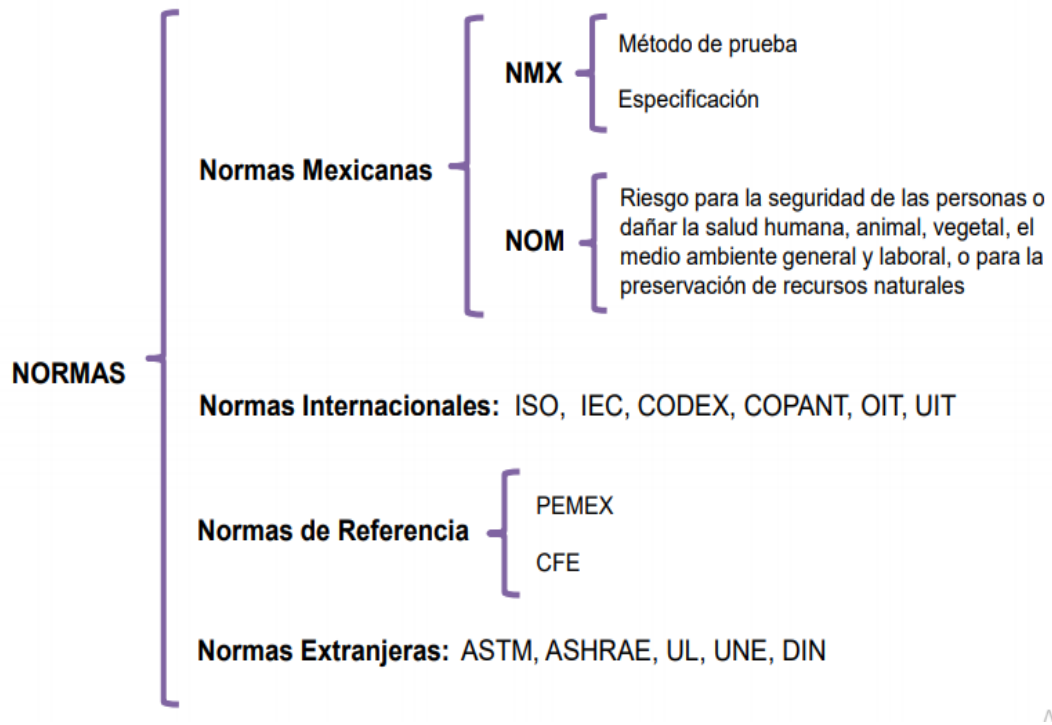 NORMAS
Normas Mexicanas
NMX
Método de prueba
Especificación
NOM
Riesgo para la seguridad de las personas o
dañar la salud humana, animal, vegetal, el
medio ambiente general y laboral, o para la
preservación de recursos naturales
Normas Internacionales: ISO, IEC, CODEX, COPANT, OIT, UIT
Normas de Referencia
PEMEX
CFE
Normas Extranjeras: ASTM, ASHRAE, UL, UNE, DIN